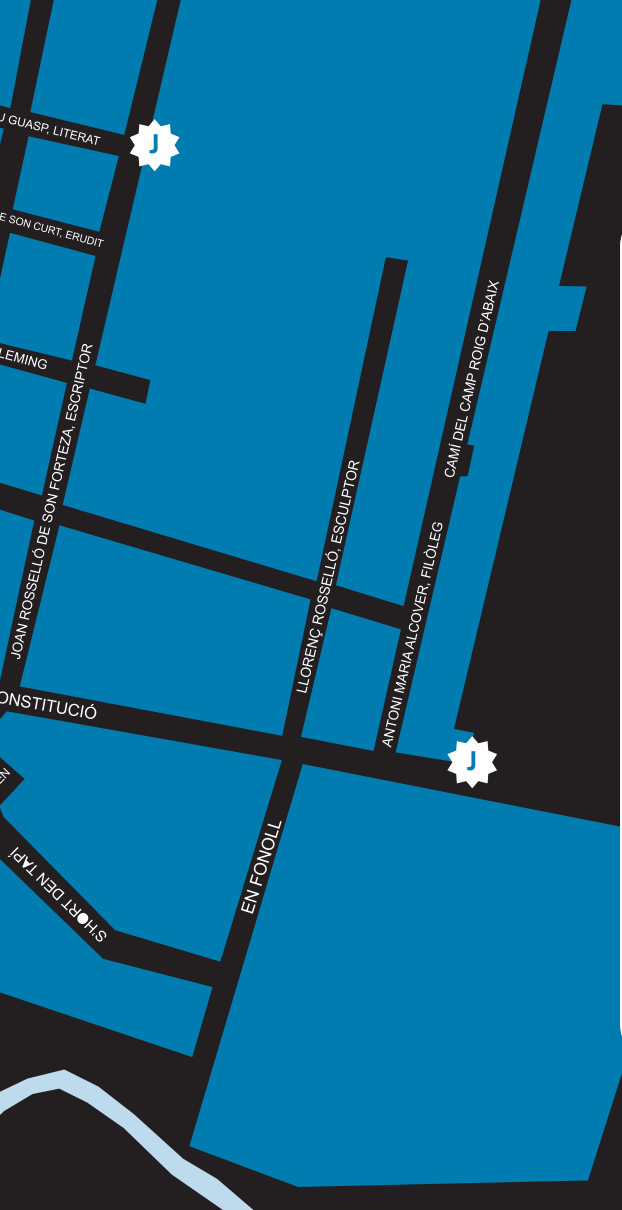 U GUASP, LITERAT
J
E SON CURT, ERUDIT
LEMING
JOAN ROSSELLÓ DE SON FORTEZA, ESCRIPTOR
CAMÍ DEL CAMP ROIG D'ABAIX
LLORENÇ ROSSELLÓ, ESCULPTOR
ANTONI MARIA ALCOVER, FILÒLEG
ONSTITUCIÓ
J
EN FONOLL
S'HORT DEN TAPÍ